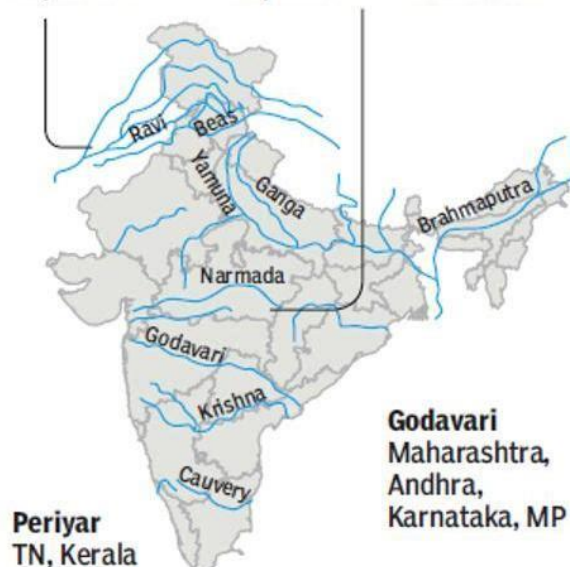 Ravi
Beas
Yamuna
Ganga
Brahmaputra
Narmada
Godavari
Krishna
Cauvery
Godavari
Maharashtra,
Andhra,
Karnataka, MP
Periyar
TN, Kerala